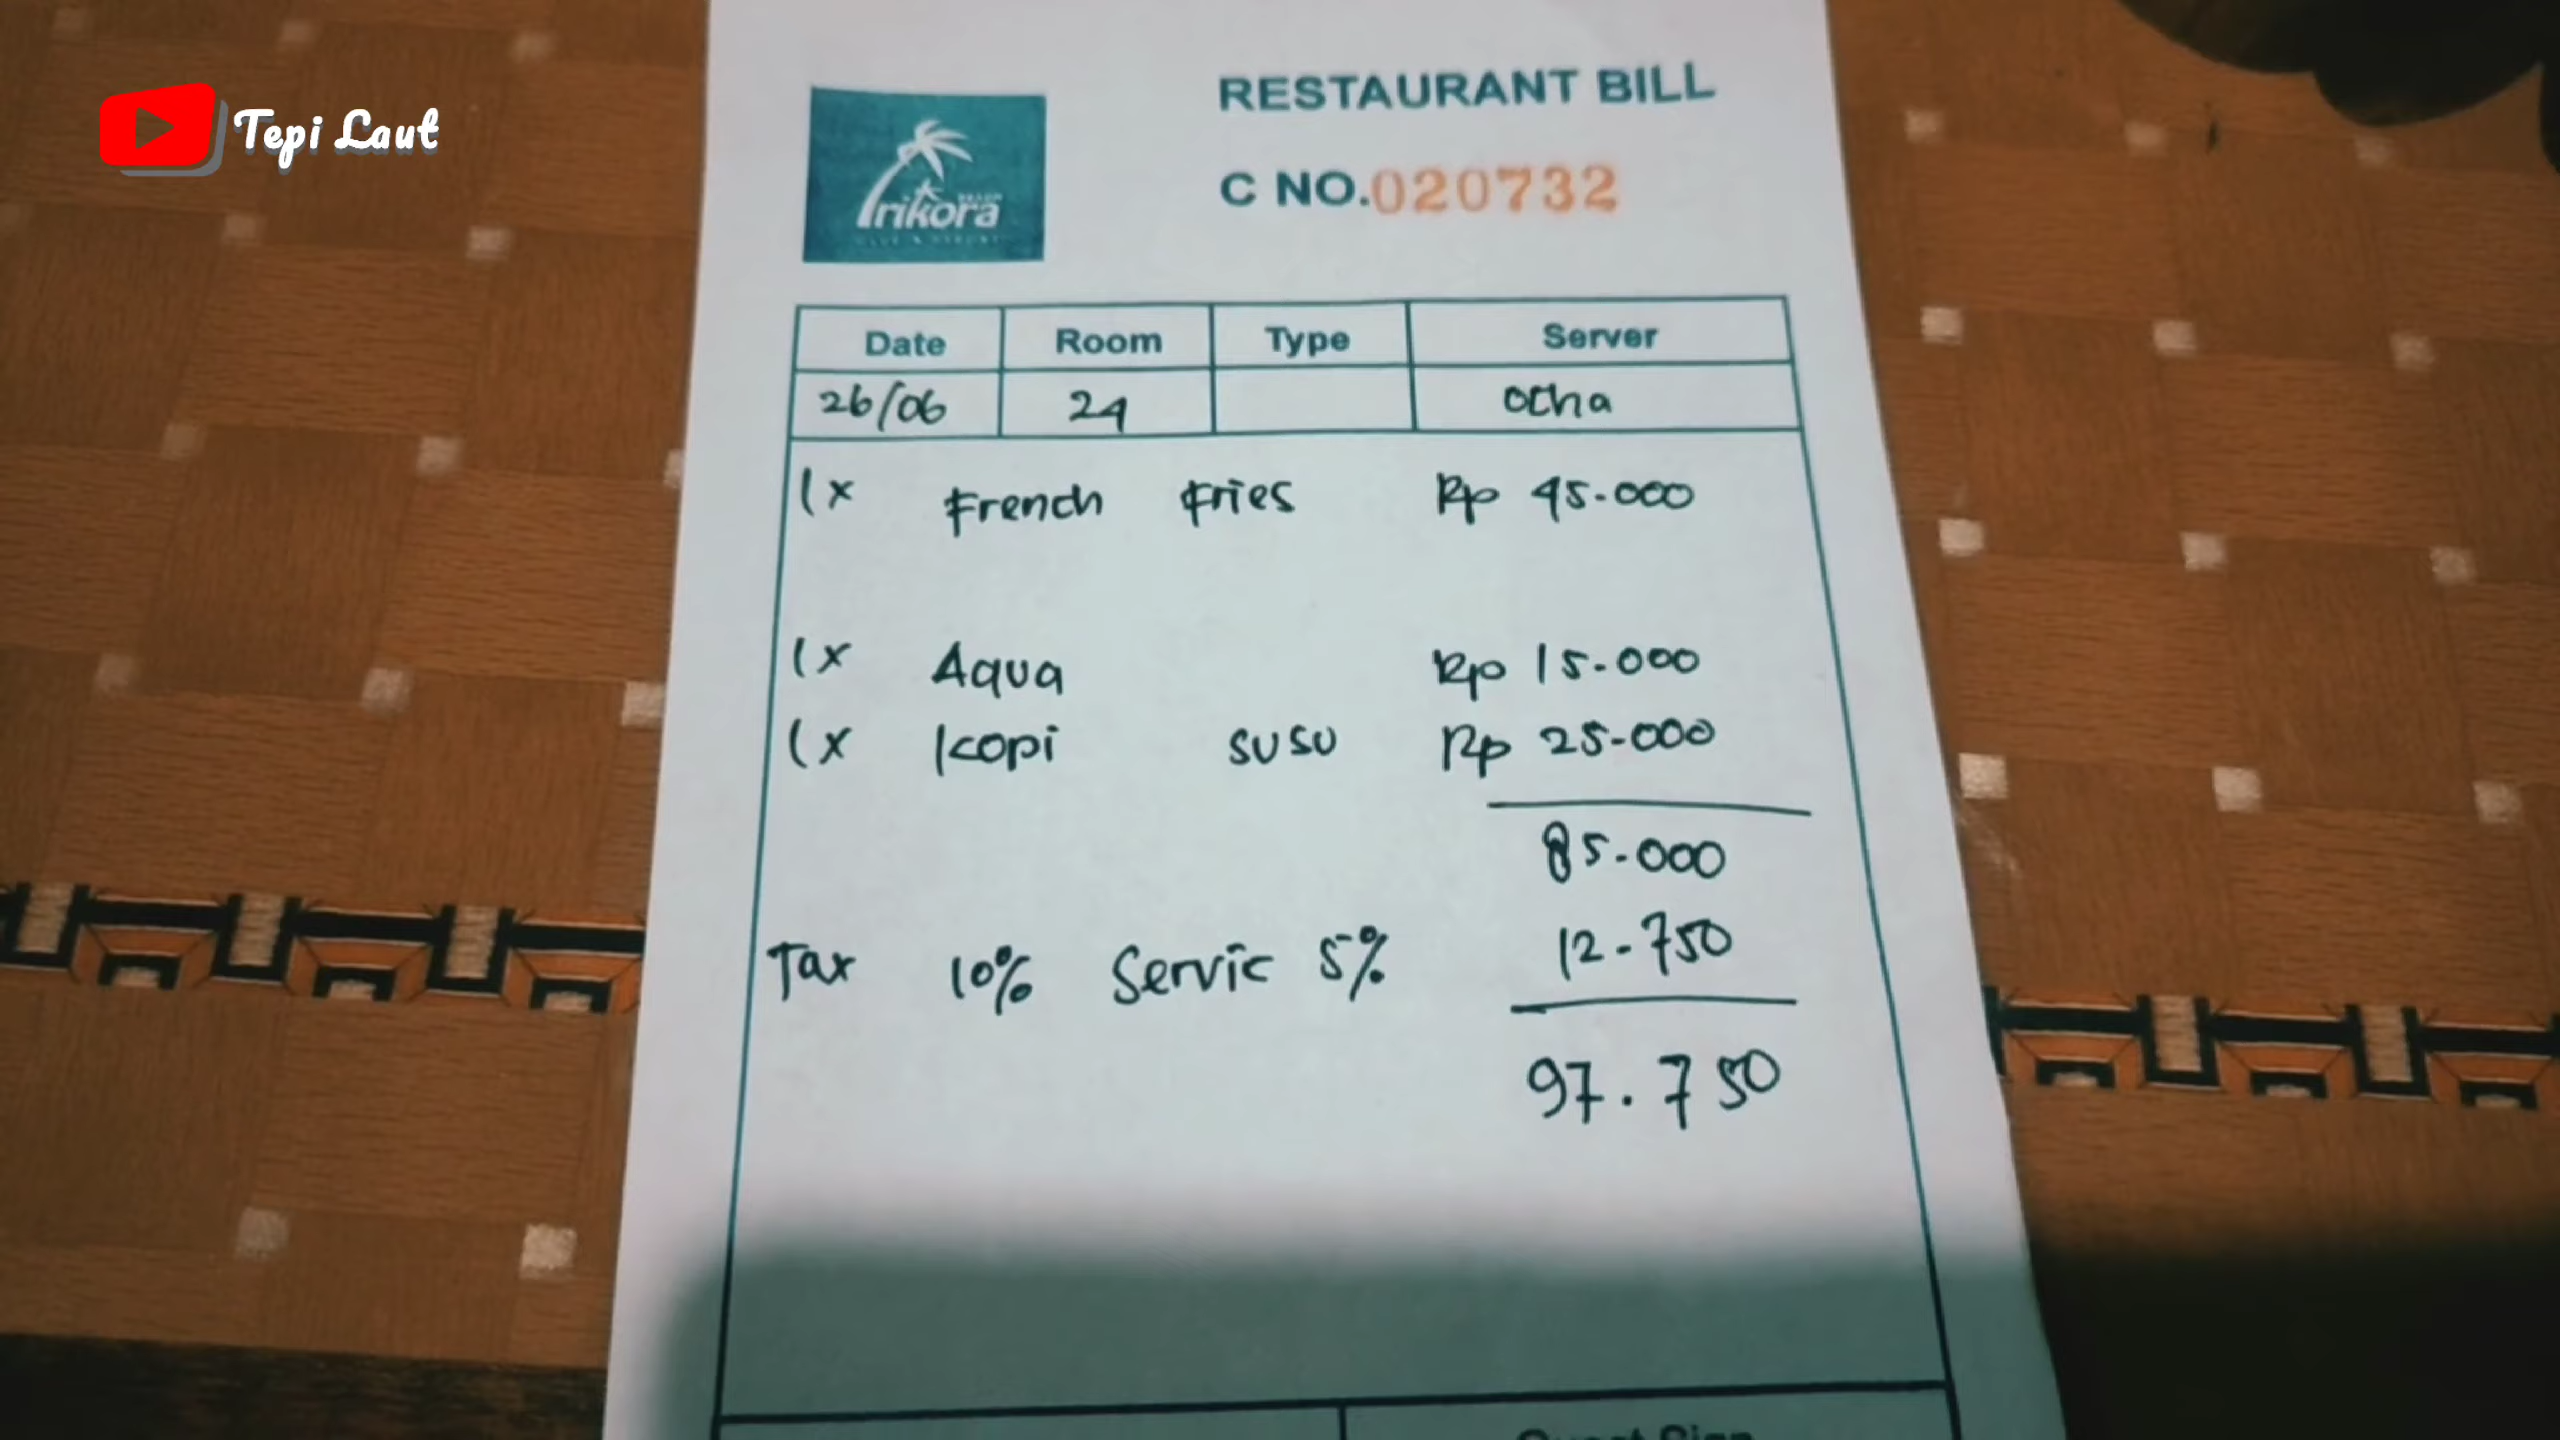 Tepi Laut
RESTAURANT BILL
C NO.020732
Trikora
Date Room Type Server
26/06 24 ocha
1x French Fries Rp 45.000
1x Aqua Rp 15.000
1x Kopi susu Rp 25.000
85.000
Tax 10% Servic 5% 12.750
97.750